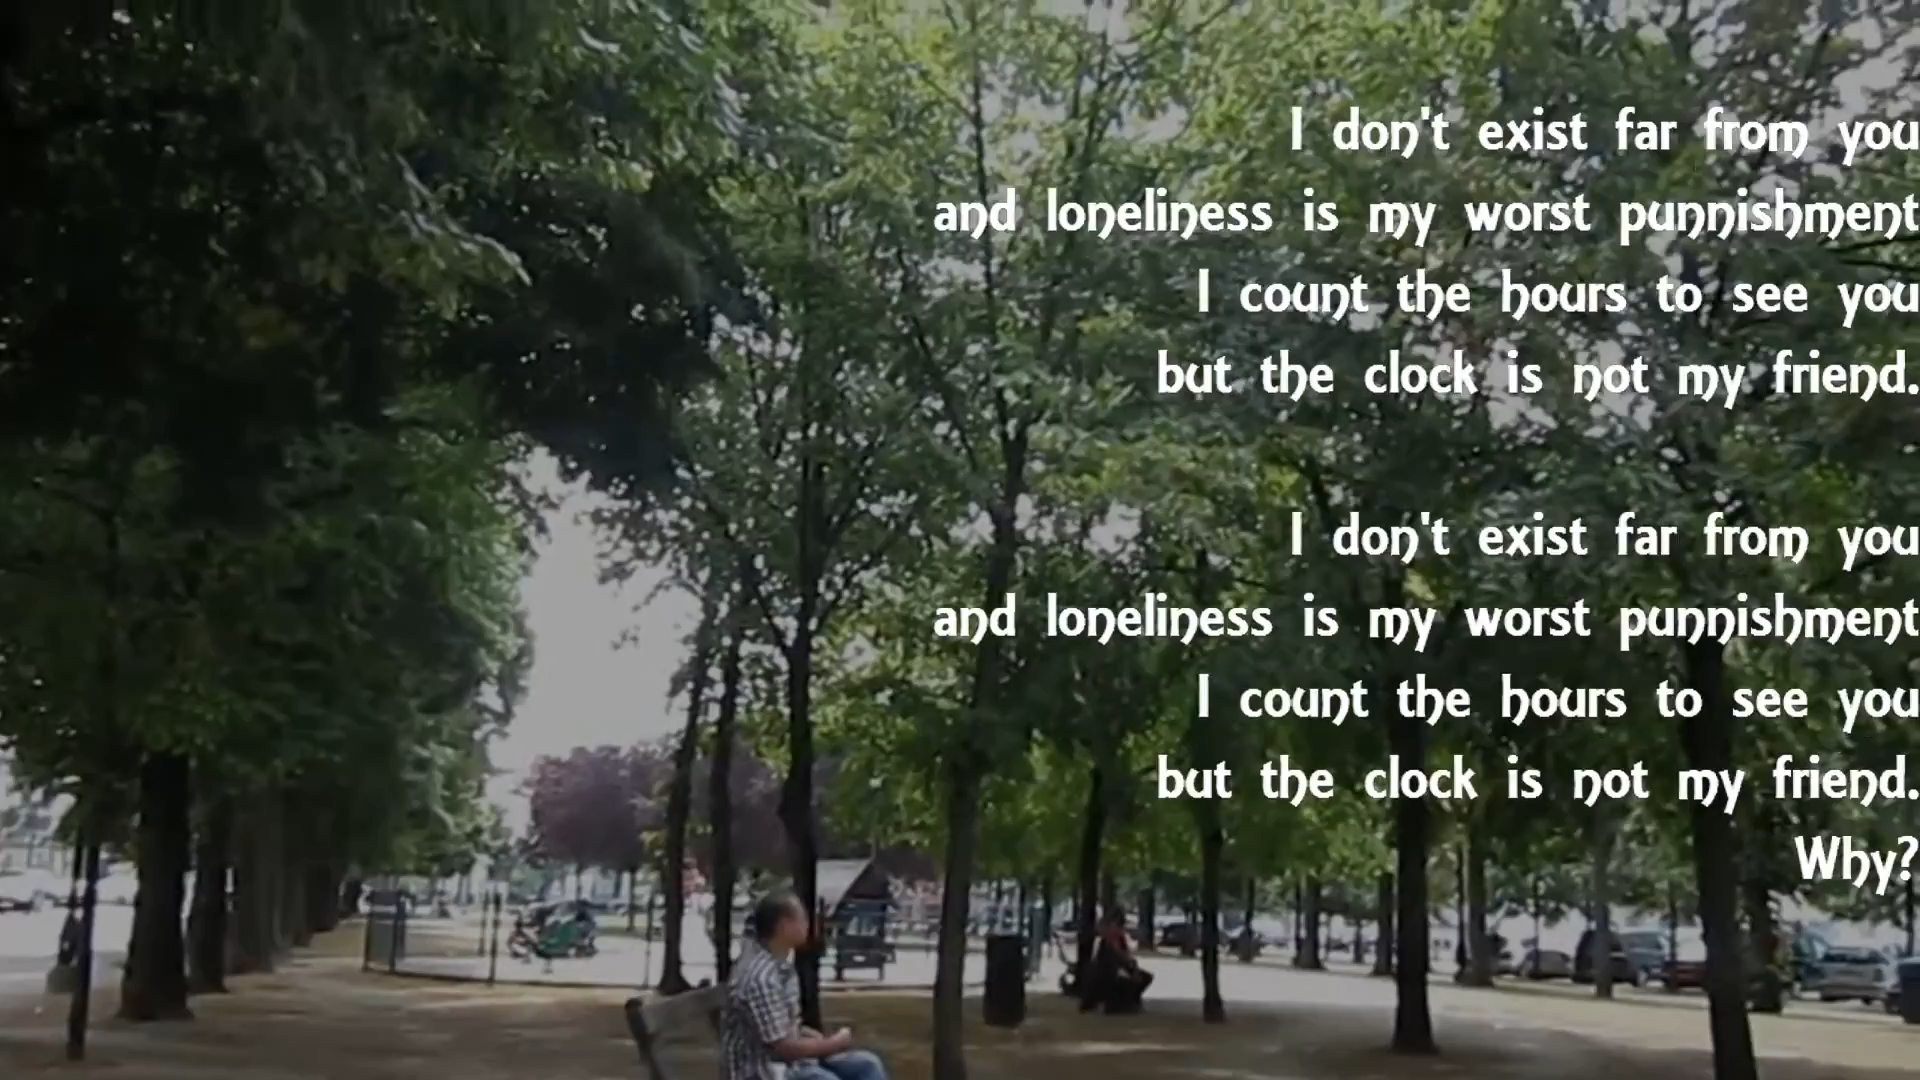 I don't exist far from you
and loneliness is my worst punnishment
I count the hours to see you
but the clock is not my friend.
I don't exist far from you
and loneliness is my worst punnishment
I count the hours to see you
but the clock is not my friend.
Why?